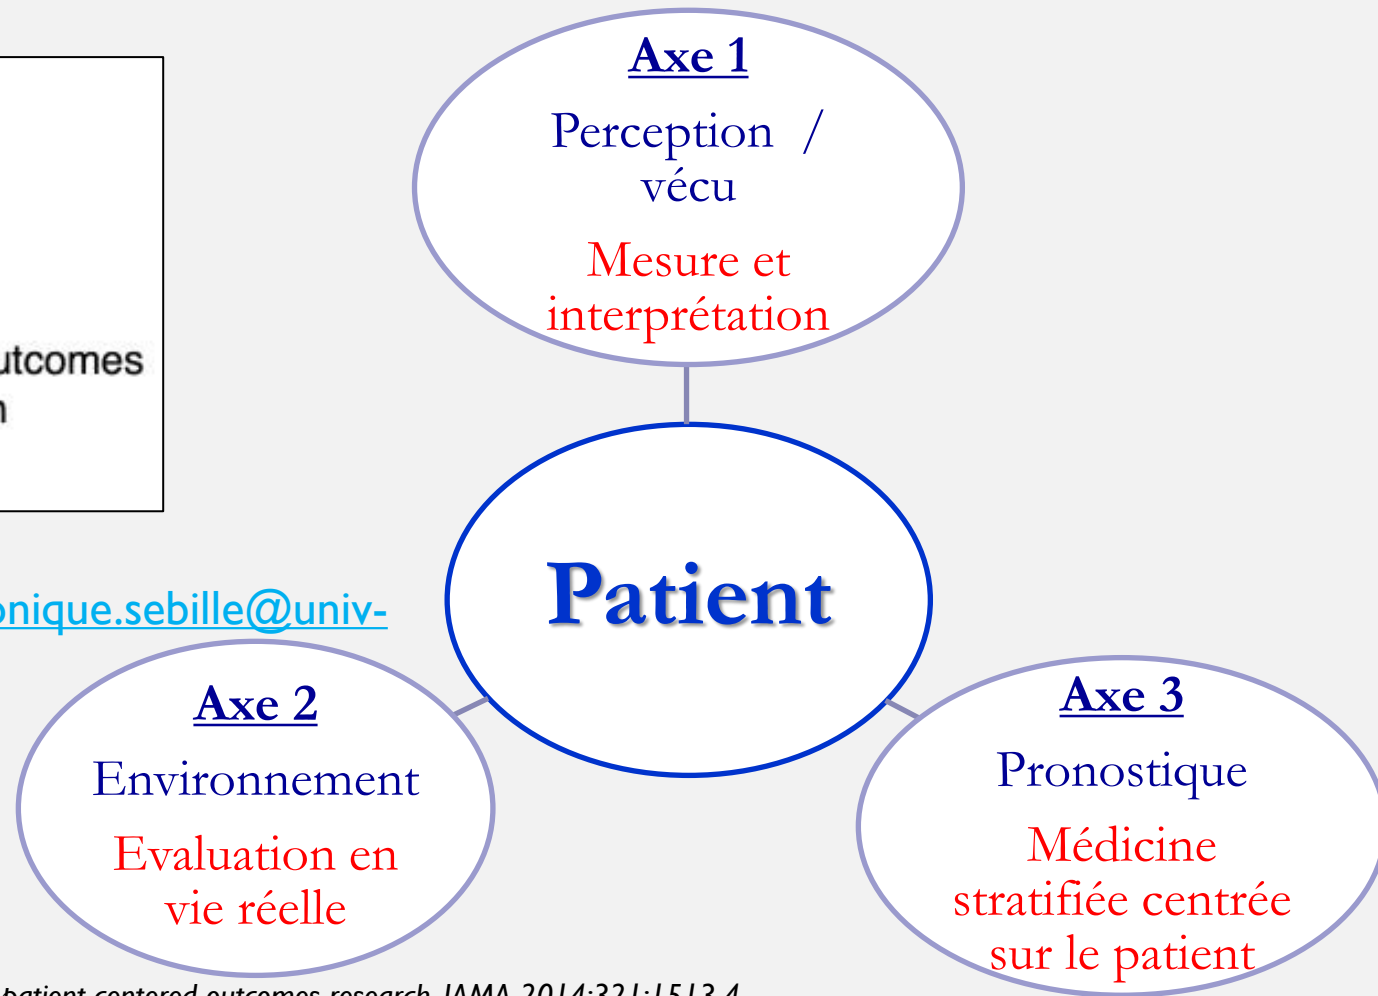 Axe 1
Perception /
vécu
Mesure et
interprétation
utcomes
Patient
onique.sebille@univ-
Axe 2
Environnement
Evaluation en
vie réelle
Axe 3
Pronostique
Médicine
stratifiée centrée
sur le patient
patient centered outcomes research. JAMA 2014;321:1513-4